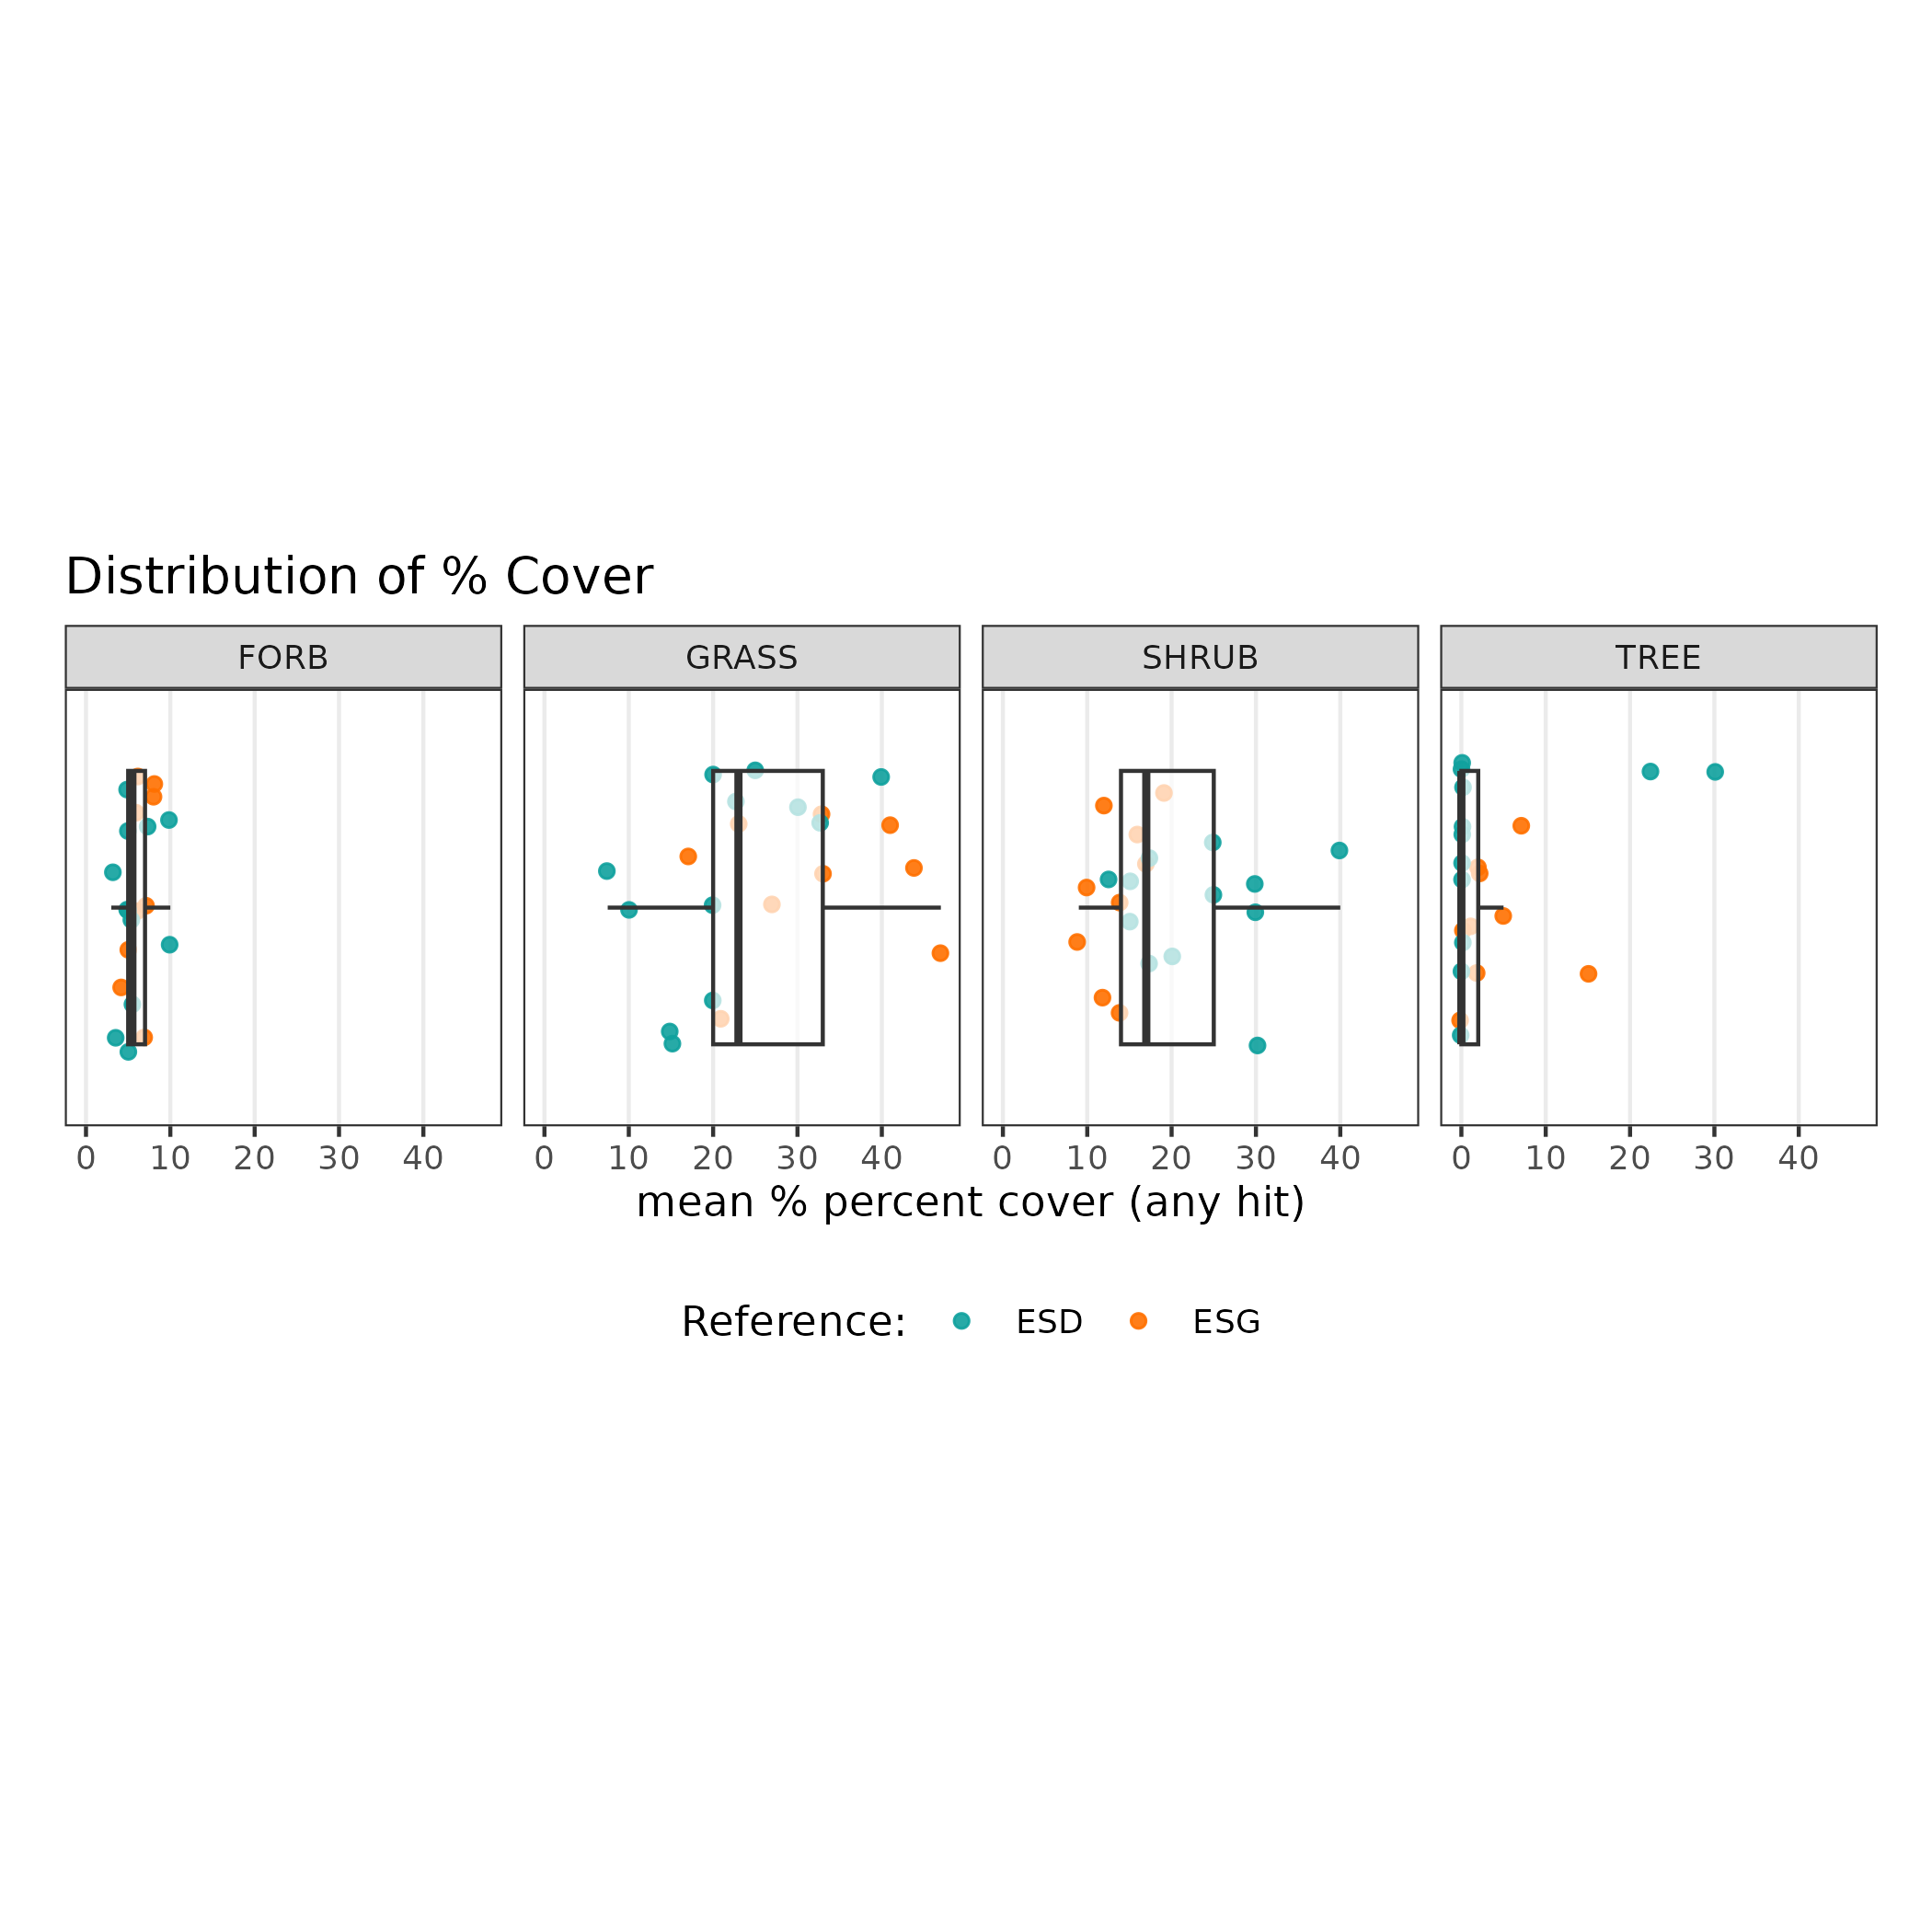 Distribution of % Cover
FORB GRASS SHRUB TREE
0 10 20 30 40 0 10 20 30 40 0 10 20 30 40 0 10 20 30 40
mean % percent cover (any hit)
Reference: ESD ESG